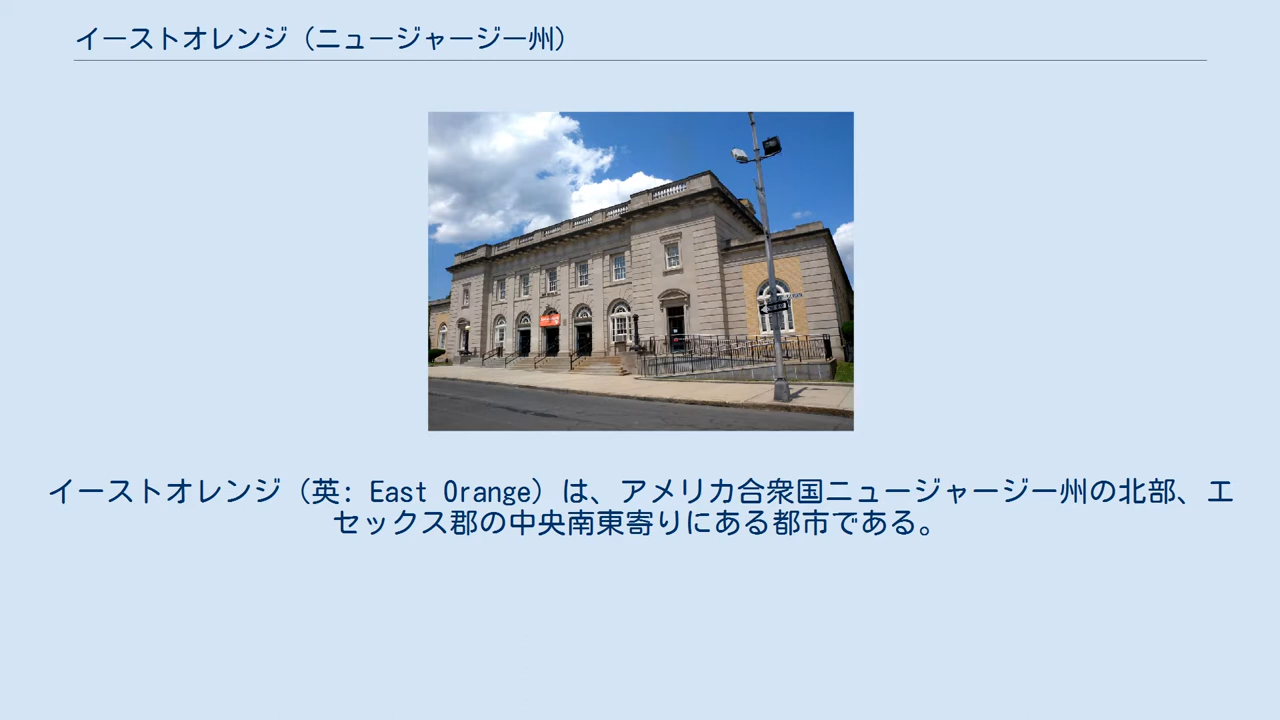 イーストオレンジ（ニュージャージー州）
イーストオレンジ（英: East Orange）は、アメリカ合衆国ニュージャージー州の北部、エ
セックス郡の中央南東寄りにある都市である。